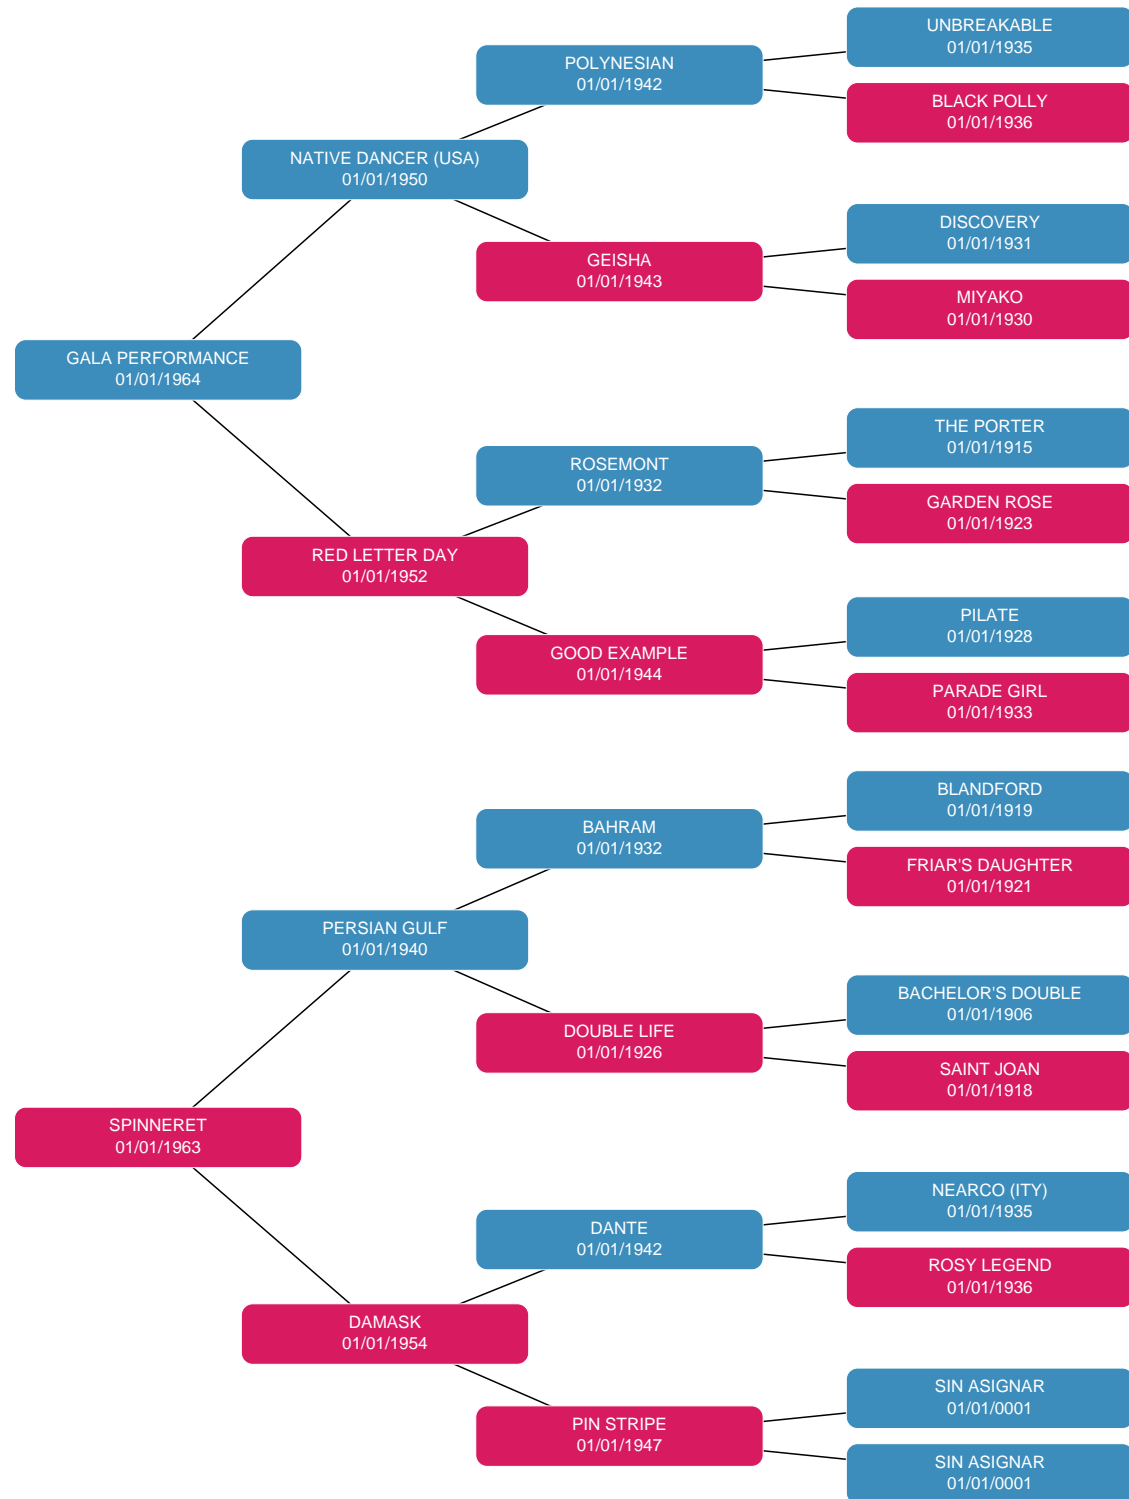 UNBREAKABLE
01/01/1935
POLYNESIAN
01/01/1942
BLACK POLLY
01/01/1936
NATIVE DANCER (USA)
01/01/1950
DISCOVERY
01/01/1931
GEISHA
01/01/1943
MIYAKO
01/01/1930
GALA PERFORMANCE
01/01/1964
THE PORTER
01/01/1915
ROSEMONT
01/01/1932
GARDEN ROSE
01/01/1923
RED LETTER DAY
01/01/1952
PILATE
01/01/1928
GOOD EXAMPLE
01/01/1944
PARADE GIRL
01/01/1933
BLANDFORD
01/01/1919
BAHRAM
01/01/1932
FRIAR'S DAUGHTER
01/01/1921
PERSIAN GULF
01/01/1940
BACHELOR'S DOUBLE
01/01/1906
DOUBLE LIFE
01/01/1926
SAINT JOAN
01/01/1918
SPINNERET
01/01/1963
NEARCO (ITY)
01/01/1935
DANTE
01/01/1942
ROSY LEGEND
01/01/1936
DAMASK
01/01/1954
SIN ASIGNAR
01/01/0001
PIN STRIPE
01/01/1947
SIN ASIGNAR
01/01/0001